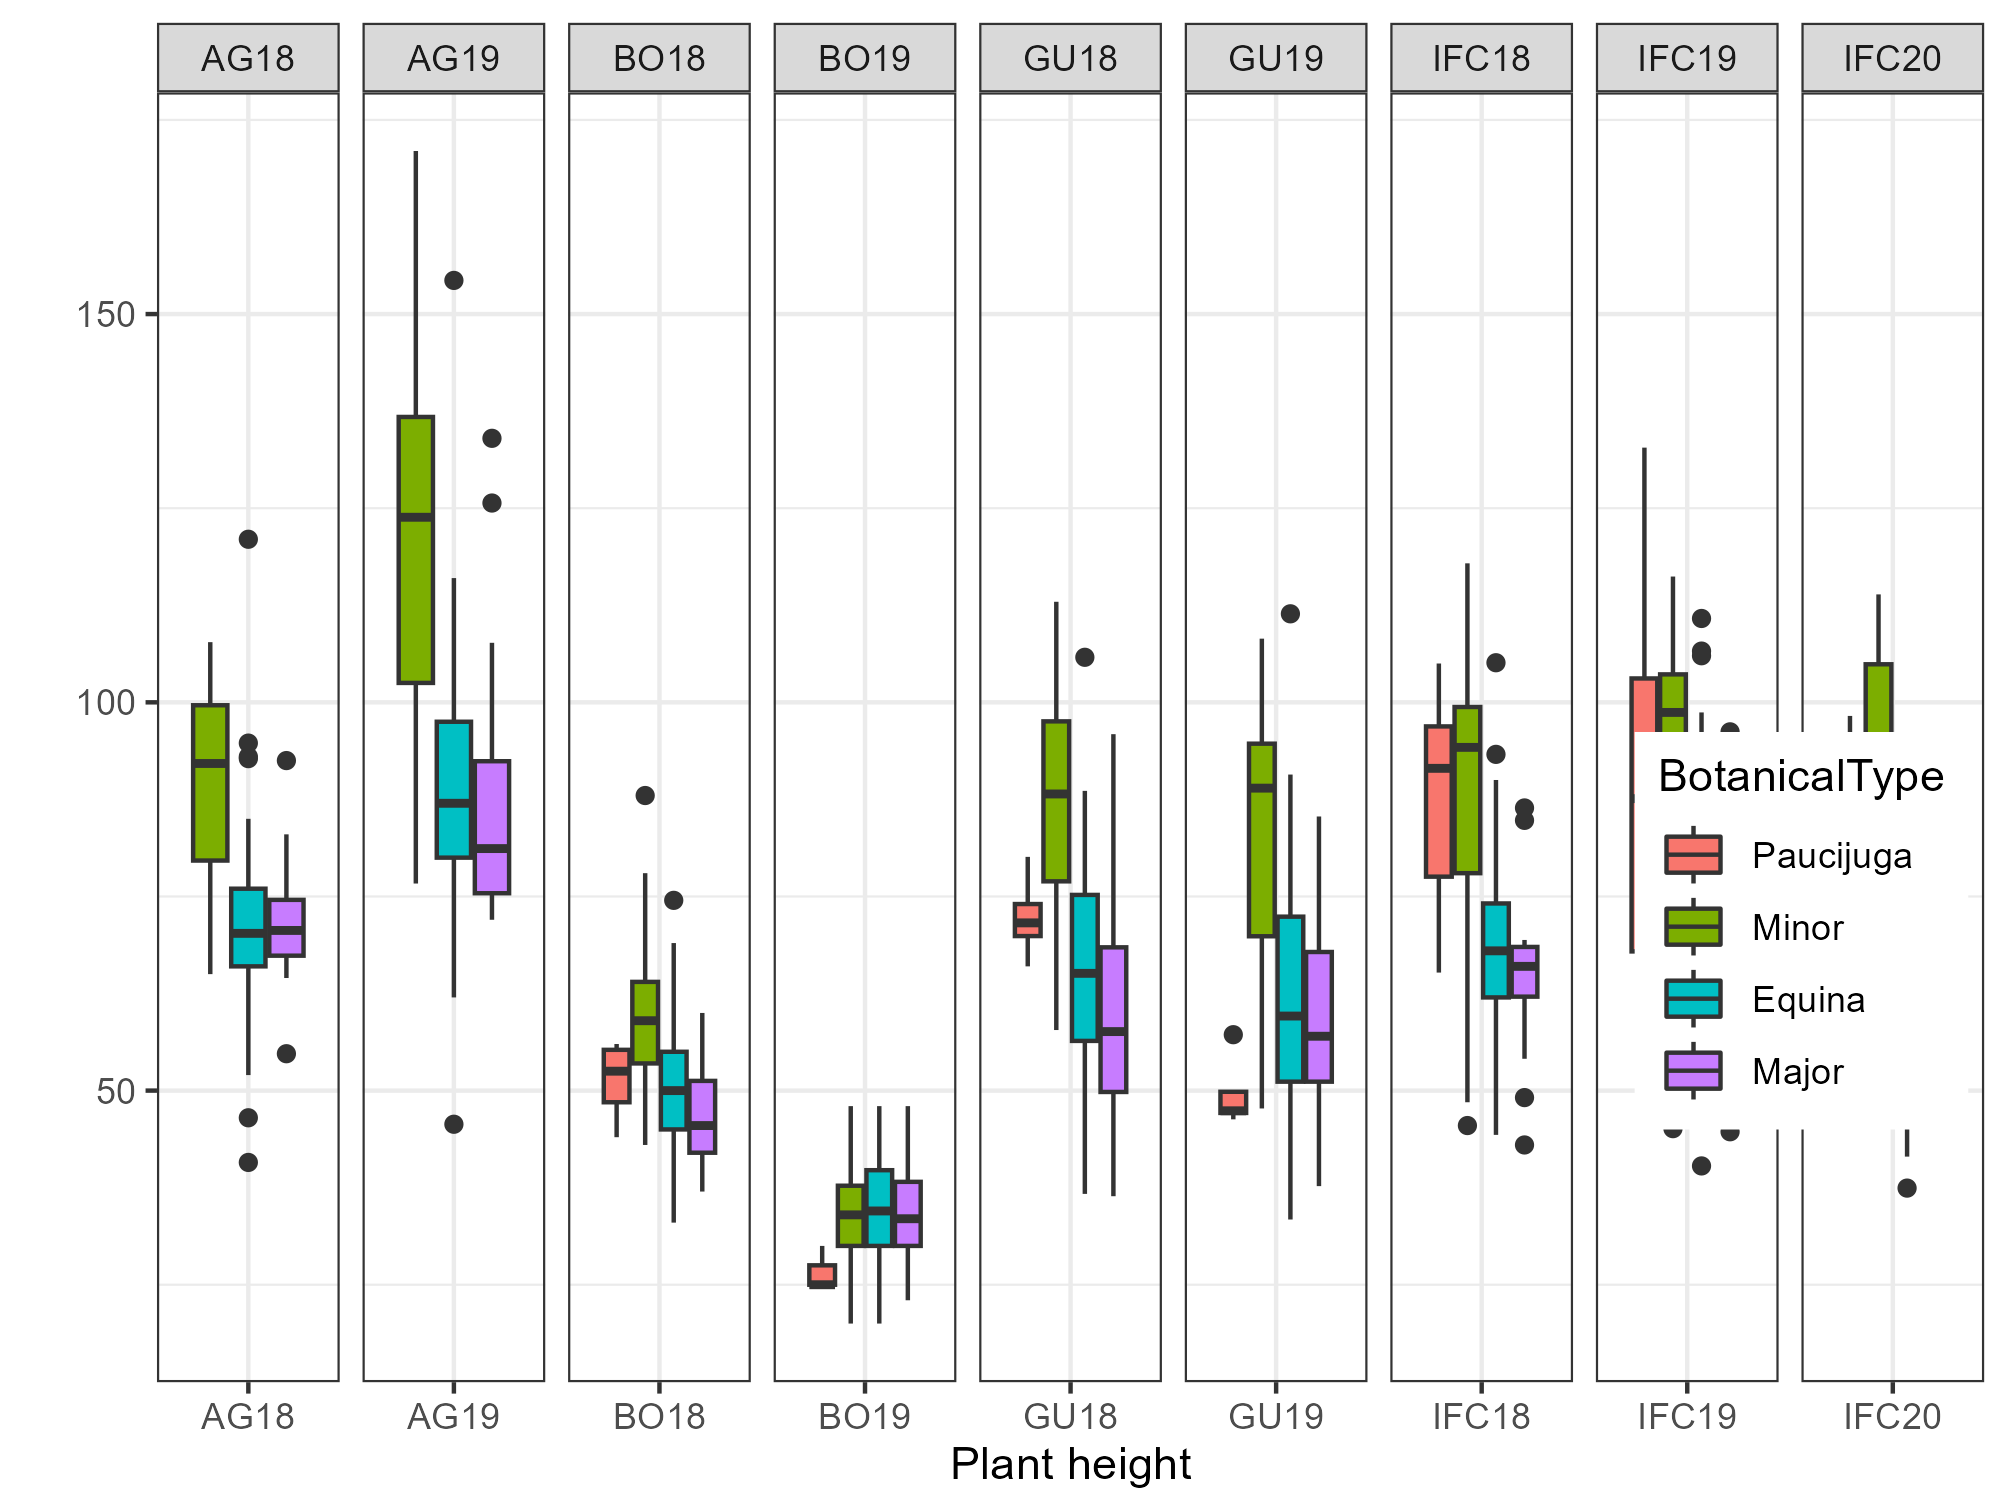 AG18 AG19 BO18 BO19 GU18 GU19 IFC18 IFC19 IFC20
150
100
50
BotanicalType
Paucijuga
Minor
Equina
Major
AG18 AG19 BO18 BO19 GU18 GU19 IFC18 IFC19 IFC20
Plant height